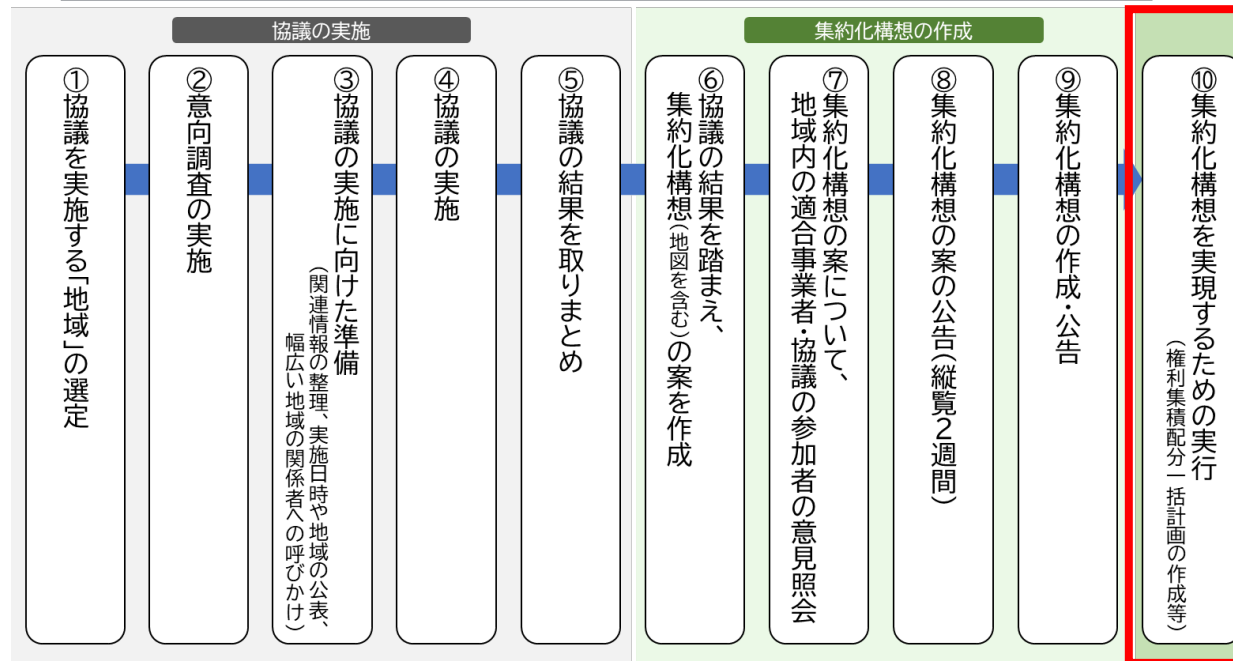 協議の実施
①協議を実施する「地域」の選定
②意向調査の実施
③協議の実施に向けた準備
（関連情報の整理、実施日時や地域の公表、
幅広い地域の関係者への呼びかけ）
④協議の実施
⑤協議の結果を取りまとめ
集約化構想の作成
⑥協議の結果を踏まえ、
集約化構想（地図を含む）の案を作成
⑦集約化構想の案について、
地域内の適合事業者・協議の参加者の意見照会
⑧集約化構想の案の公告（縦覧２週間）
⑨集約化構想の作成・公告
⑩集約化構想を実現するための実行
（権利集積配分一括計画の作成等）